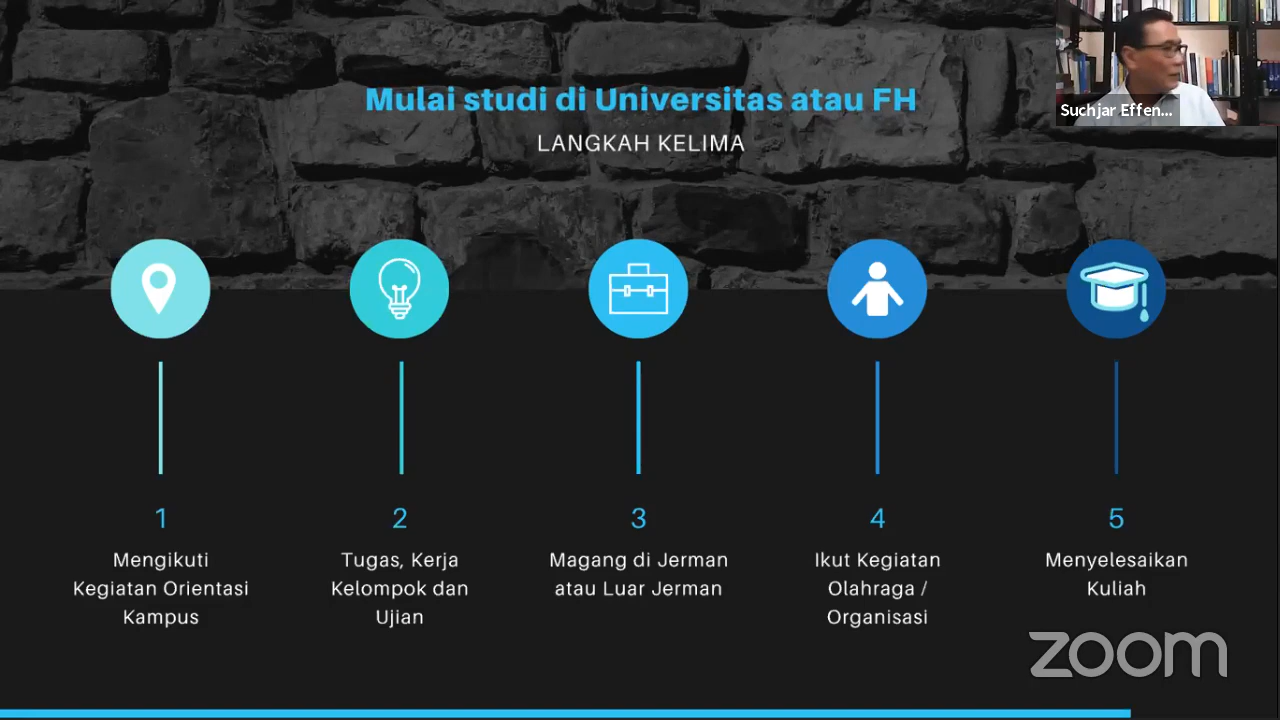 Suchjar Effen...
Mulai studi di Universitas atau FH
LANGKAH KELIMA
1
Mengikuti
Kegiatan Orientasi
Kampus
2
Tugas, Kerja
Kelompok dan
Ujian
3
Magang di Jerman
atau Luar Jerman
4
Ikut Kegiatan
Olahraga /
Organisasi
5
Menyelesaikan
Kuliah
zoom